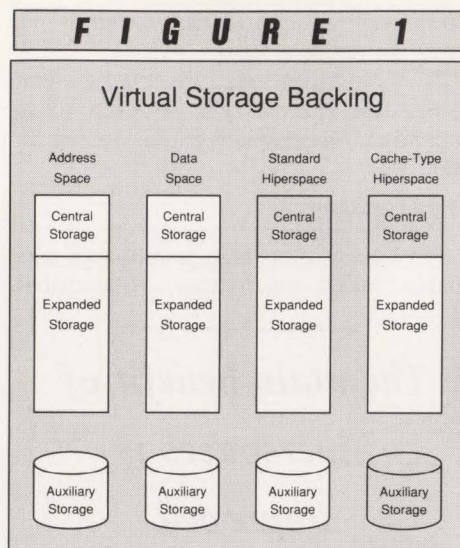 FIGURE 1
Virtual Storage Backing
Address Space
Data Space
Standard Hiperspace
Cache-Type Hiperspace
Central Storage
Central Storage
Central Storage
Central Storage
Expanded Storage
Expanded Storage
Expanded Storage
Expanded Storage
Auxiliary Storage
Auxiliary Storage
Auxiliary Storage
Auxiliary Storage